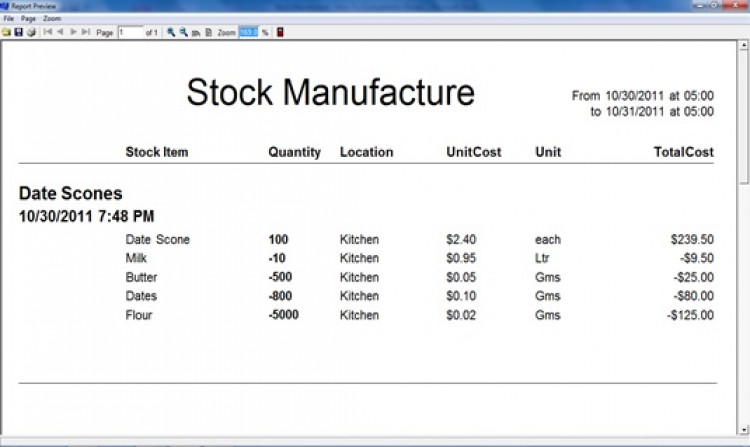 Report Preview
File Page Zoom
Page 1 of 1 Zoom %
Stock Manufacture
From 10/30/2011 at 05:00
to 10/31/2011 at 05:00
Stock Item Quantity Location UnitCost Unit TotalCost
Date Scones
10/30/2011 7:48 PM
Date Scone 100 Kitchen $2.40 each $239.50
Milk -10 Kitchen $0.95 Ltr -$9.50
Butter -500 Kitchen $0.05 Gms -$25.00
Dates -800 Kitchen $0.10 Gms -$80.00
Flour -5000 Kitchen $0.02 Gms -$125.00